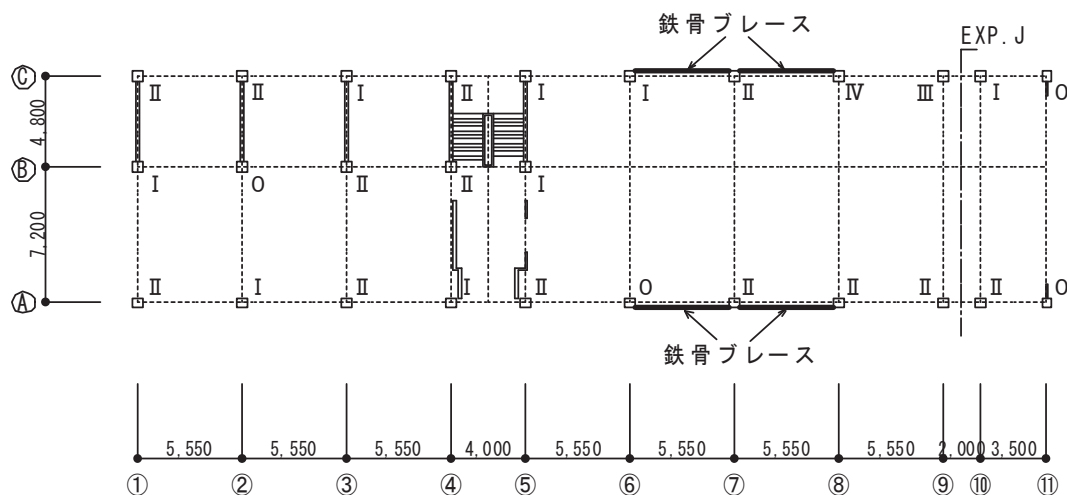 鉄骨ブレース
EXP. J
Ⓒ
Ⅱ Ⅱ Ⅰ Ⅱ Ⅰ Ⅰ Ⅱ Ⅳ Ⅲ Ⅰ 0
4,800
Ⓑ
Ⅰ 0 Ⅱ Ⅱ Ⅰ
7,200
Ⅱ Ⅰ Ⅱ Ⅰ Ⅱ 0 Ⅱ Ⅱ Ⅱ Ⅱ 0
Ⓐ
鉄骨ブレース
5,550 5,550 5,550 4,000 5,550 5,550 5,550 5,550 2,000 3,500
① ② ③ ④ ⑤ ⑥ ⑦ ⑧ ⑨ ⑩ ⑪